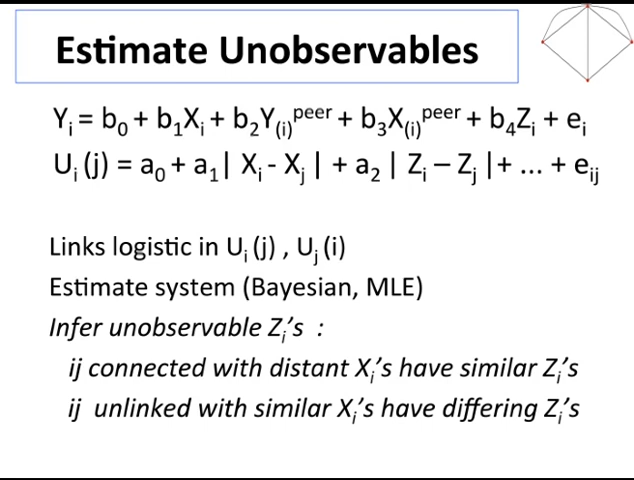 Estimate Unobservables
Yᵢ = b₀ + b₁Xᵢ + b₂Y₍ᵢ₎ᵖᵉᵉʳ + b₃X₍ᵢ₎ᵖᵉᵉʳ + b₄Zᵢ + eᵢ
Uᵢ (j) = a₀ + a₁| Xᵢ - Xⱼ | + a₂ | Zᵢ – Zⱼ |+ ... + eᵢⱼ
Links logistic in Uᵢ (j) , Uⱼ (i)
Estimate system (Bayesian, MLE)
Infer unobservable Zᵢ’s :
ij connected with distant Xᵢ’s have similar Zᵢ’s
ij unlinked with similar Xᵢ’s have differing Zᵢ’s